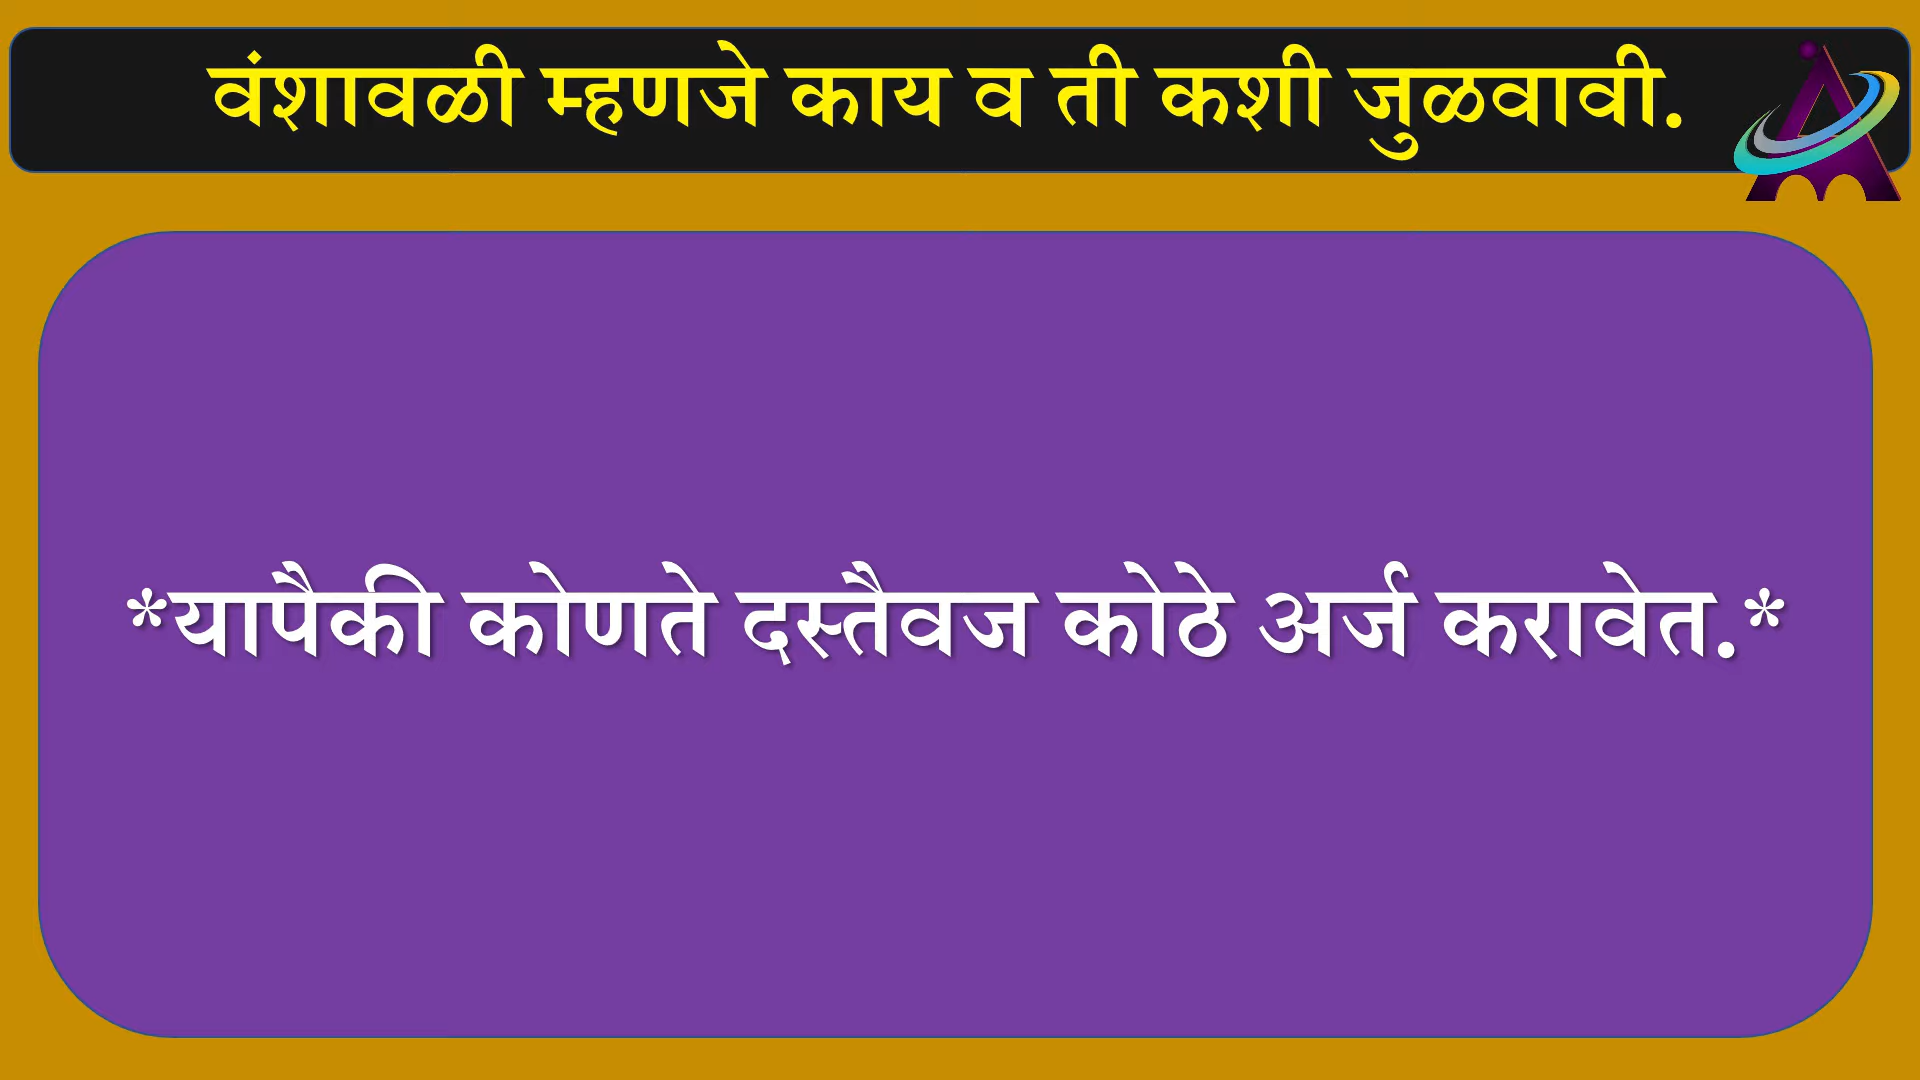 वंशावळी म्हणजे काय व ती कशी जुळवावी.
*यापैकी कोणते दस्तैवज कोठे अर्ज करावेत.*